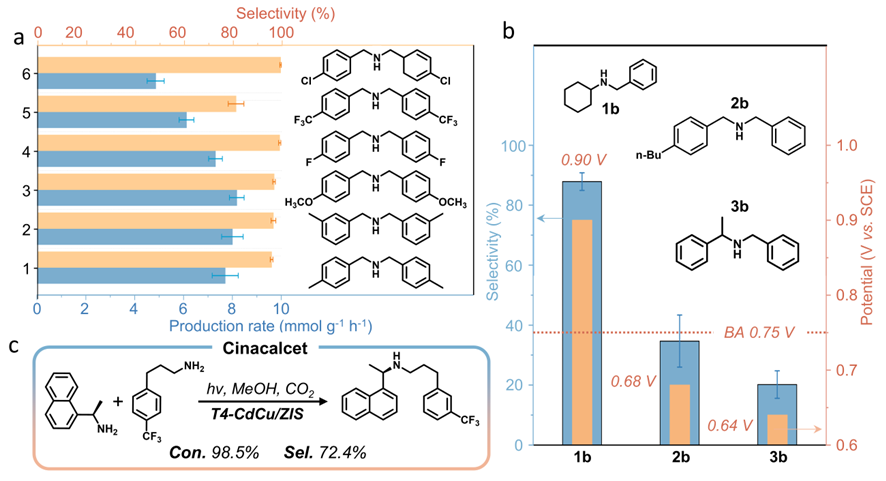 a
Selectivity (%)
0 20 40 60 80 100
6
5
4
3
2
1
0 2 4 6 8 10
Production rate (mmol g⁻¹ h⁻¹)
H
N
Cl Cl
H
N
F₃C CF₃
H
N
F F
H
N
H₃CO OCH₃
H
N
H
N
b
H
N
1b
2b
H
N
n-Bu
3b
H
N
Selectivity (%)
100
80
60
40
20
0
Potential (V vs. SCE)
1.0
0.9
0.8
0.7
0.6
0.90 V
BA 0.75 V
0.68 V
0.64 V
1b 2b 3b
c
Cinacalcet
NH₂
+
NH₂
CF₃
hv, MeOH, CO₂
T4-CdCu/ZIS
H
N
CF₃
Con. 98.5% Sel. 72.4%